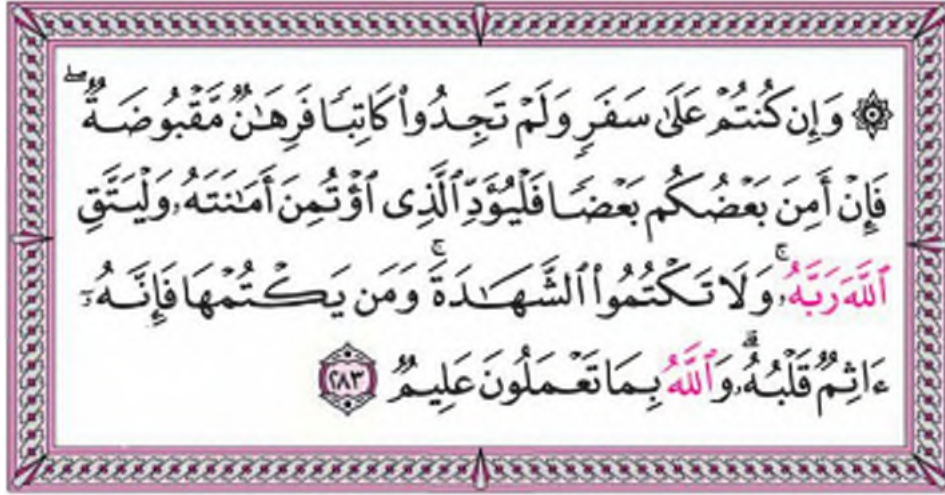 ۞ وَإِن كُنتُمْ عَلَىٰ سَفَرٍ وَلَمْ تَجِدُوا۟ كَاتِبًا فَرِهَـٰنٌ مَّقْبُوضَةٌ ۖ
فَإِنْ أَمِنَ بَعْضُكُم بَعْضًا فَلْيُؤَدِّ ٱلَّذِى ٱؤْتُمِنَ أَمَـٰنَتَهُۥ وَلْيَتَّقِ
ٱللَّهَ رَبَّهُۥ ۚ وَلَا تَكْتُمُوا۟ ٱلشَّهَـٰدَةَ ۚ وَمَن يَكْتُمْهَا فَإِنَّهُۥٓ
ءَاثِمٌ قَلْبُهُۥ ۗ وَٱللَّهُ بِمَا تَعْمَلُونَ عَلِيمٌ ٢٨٣